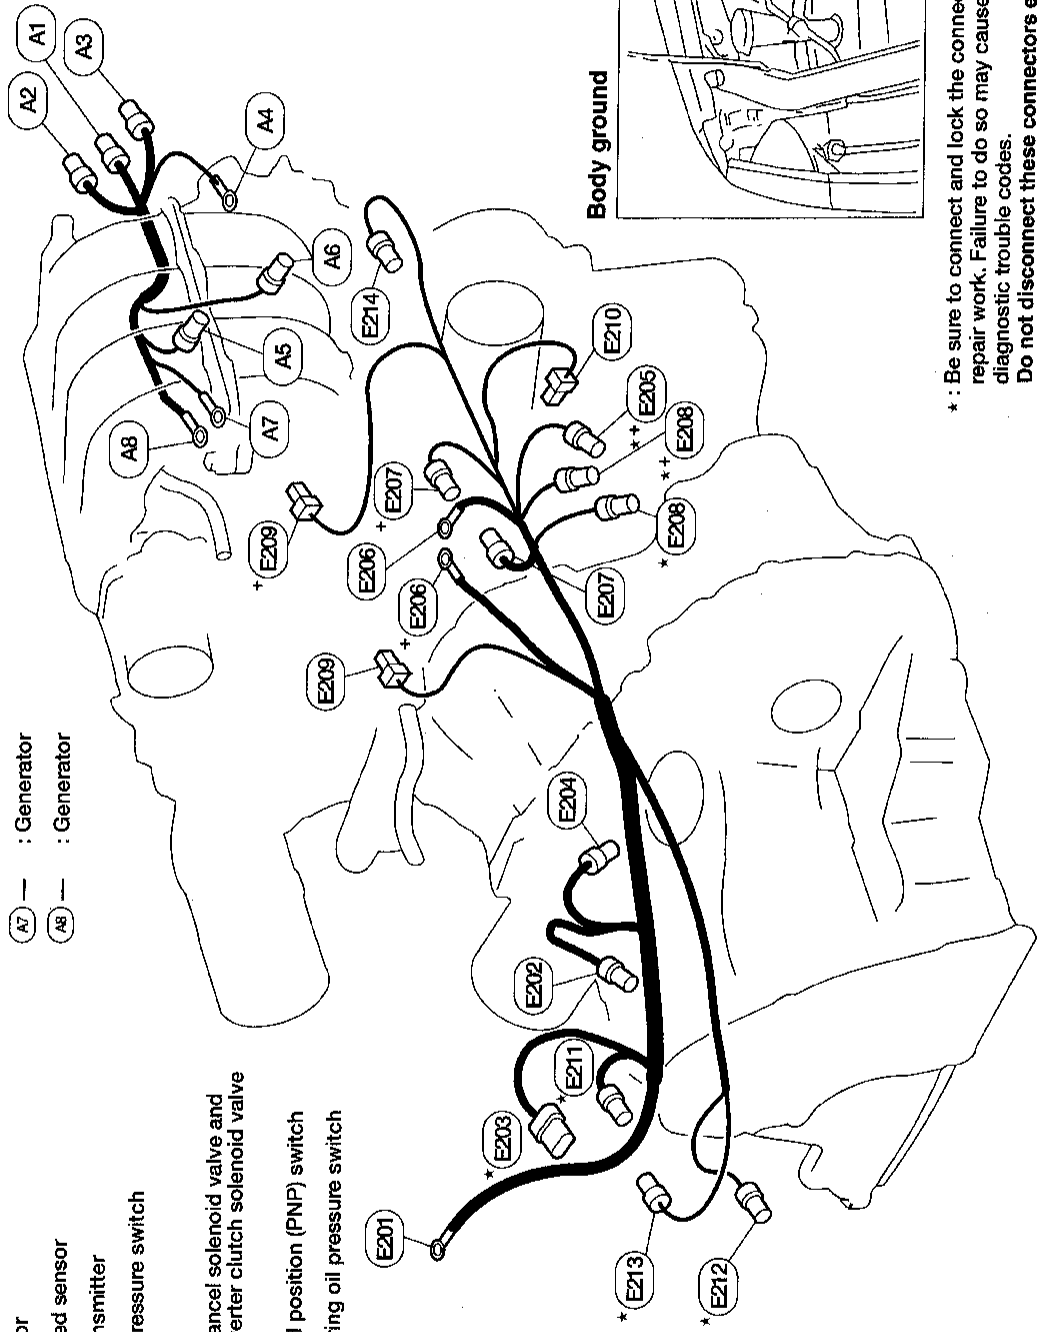 or
ed sensor
nsmitter
ressure switch
ancel solenoid valve and
erter clutch solenoid valve
l position (PNP) switch
ring oil pressure switch
A7 — : Generator
A8 — : Generator
A1
A2
A3
A4
A5
A6
A7
A8
E214
E210
★+ E205
★+ E208
★ E208
+ E207
+ E209
E206
+ E206
E207
E209
E204
E202
★ E211
★ E203
E201
★ E213
★ E212
Body ground
★ : Be sure to connect and lock the connec
repair work. Failure to do so may cause
diagnostic trouble codes.
Do not disconnect these connectors e